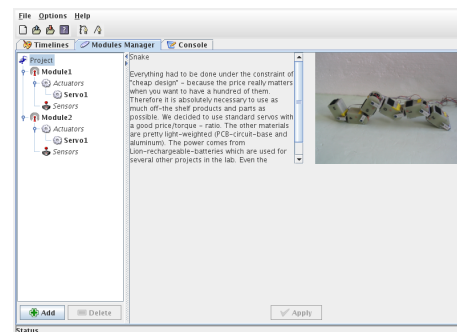 File Options Help
Timelines Modules Manager Console
Project
Module1
Actuators
Servo1
Sensors
Module2
Actuators
Servo1
Sensors
Snake
Everything had to be done under the constraint of
"cheap design" - because the price really matters
when you want to have a hundred of them.
Therefore it is absolutely necessary to use as
much off-the shelf products and parts as
possible. We decided to use standard servos with
a good price/torque - ratio. The other materials
are pretty light-weighted (PCB-circuit-base and
aluminum). The power comes from
Lion-rechargeable-batteries which are used for
several other projects in the lab. Even the
Add Delete Apply
Status